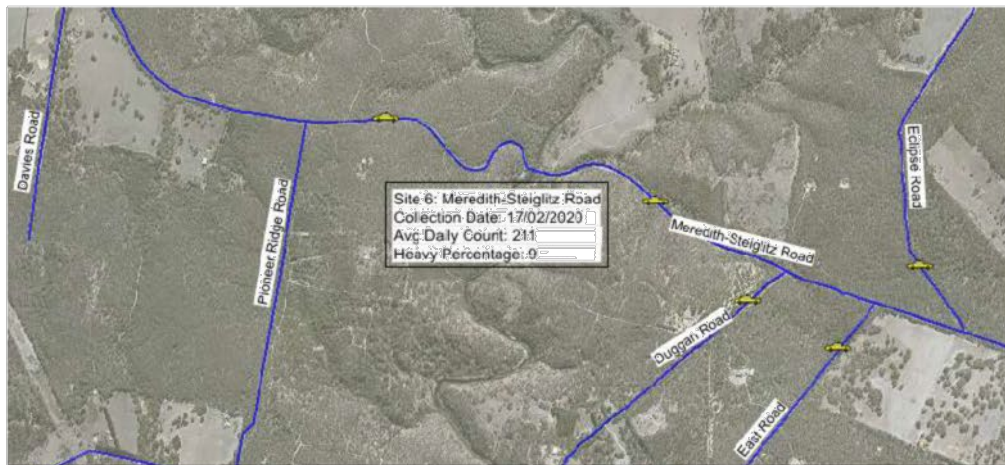 Davies Road
Pioneer Ridge Road
Site 6: Meredith-Steiglitz Road
Collection Date: 17/02/2020
Avg Daily Count: 211
Heavy Percentage: 0
Meredith-Steiglitz Road
Eclipse Road
Duggan Road
East Road